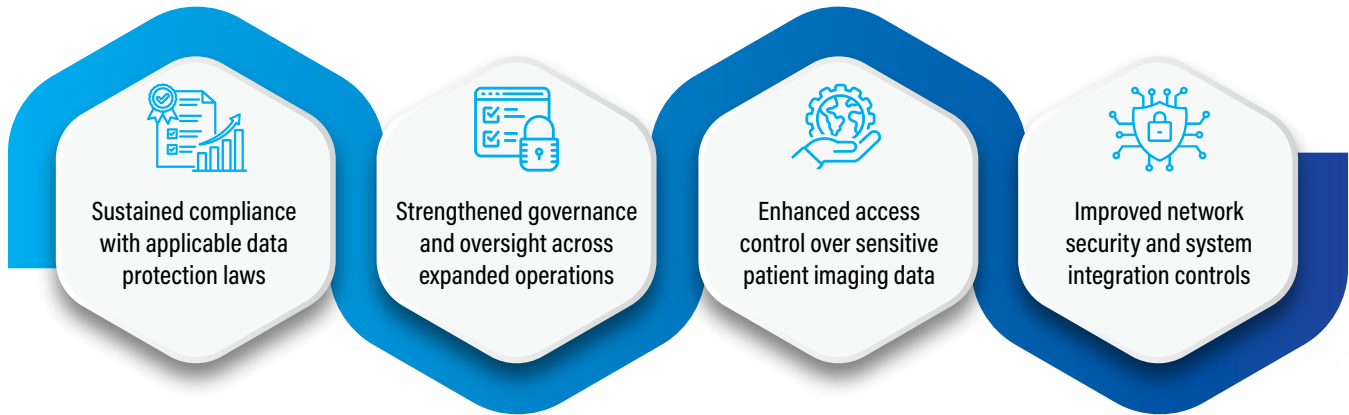 Sustained compliance
with applicable data
protection laws
Strengthened governance
and oversight across
expanded operations
Enhanced access
control over sensitive
patient imaging data
Improved network
security and system
integration controls